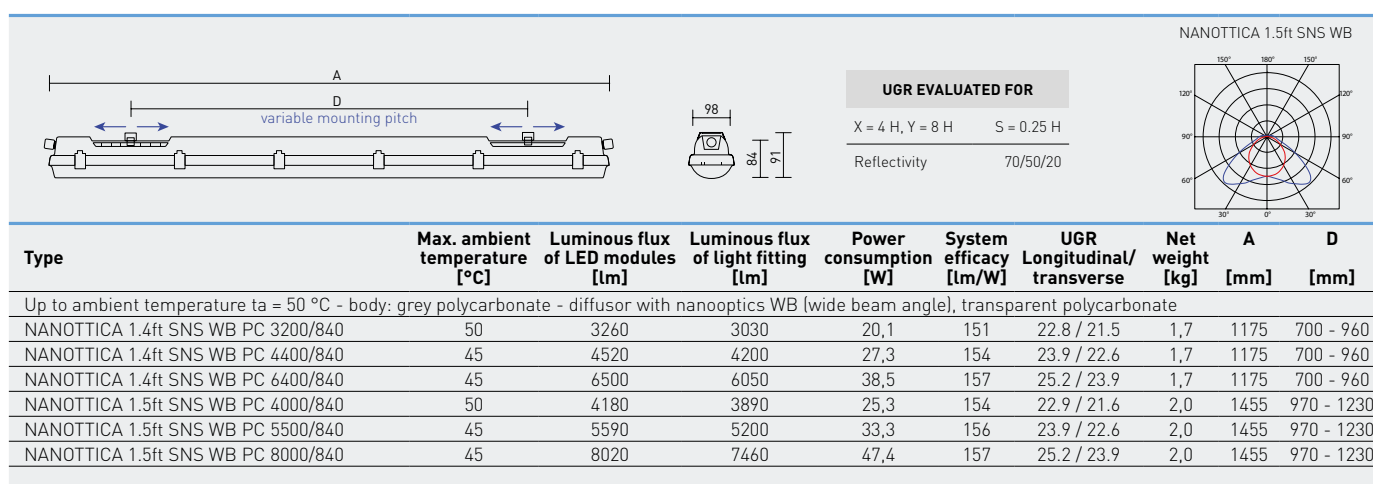 NANOTTICA 1.5ft SNS WB
150° 180° 150°
120° 120°
90° 90°
60° 60°
30° 0° 30°
A
D
variable mounting pitch
98
84
91
UGR EVALUATED FOR
X = 4 H, Y = 8 H S = 0.25 H
Reflectivity 70/50/20
Type Max. ambient temperature [°C] Luminous flux of LED modules [lm] Luminous flux of light fitting [lm] Power consumption [W] System efficacy [lm/W] UGR Longitudinal/ transverse Net weight [kg] A [mm] D [mm]
Up to ambient temperature ta = 50 °C - body: grey polycarbonate - diffusor with nanooptics WB (wide beam angle), transparent polycarbonate
NANOTTICA 1.4ft SNS WB PC 3200/840 50 3260 3030 20,1 151 22.8 / 21.5 1,7 1175 700 - 960
NANOTTICA 1.4ft SNS WB PC 4400/840 45 4520 4200 27,3 154 23.9 / 22.6 1,7 1175 700 - 960
NANOTTICA 1.4ft SNS WB PC 6400/840 45 6500 6050 38,5 157 25.2 / 23.9 1,7 1175 700 - 960
NANOTTICA 1.5ft SNS WB PC 4000/840 50 4180 3890 25,3 154 22.9 / 21.6 2,0 1455 970 - 1230
NANOTTICA 1.5ft SNS WB PC 5500/840 45 5590 5200 33,3 156 23.9 / 22.6 2,0 1455 970 - 1230
NANOTTICA 1.5ft SNS WB PC 8000/840 45 8020 7460 47,4 157 25.2 / 23.9 2,0 1455 970 - 1230